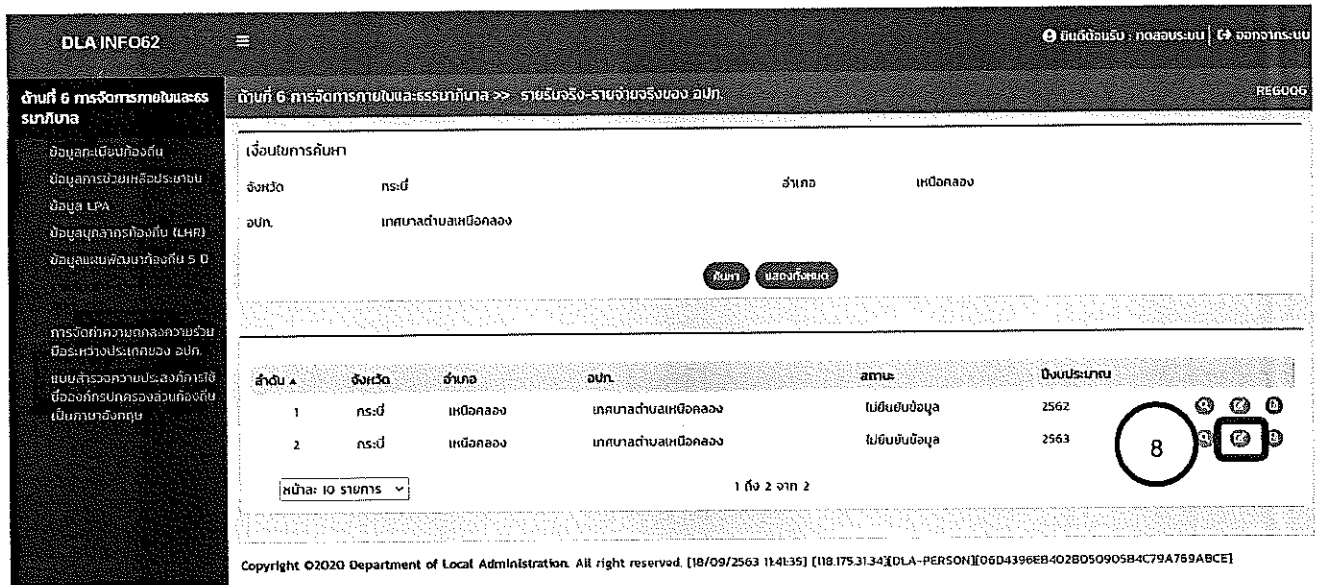 DLA INFO62
ยินดีต้อนรับ : ทดสอบระบบ | ออกจากระบบ
ด้านที่ 6 การจัดการภายในและธรรมาภิบาล
ด้านที่ 6 การจัดการภายในและธรรมาภิบาล >> รายรับจริง-รายจ่ายจริงของ อปท. REG006
ข้อมูลทะเบียนท้องถิ่น
ข้อมูลการช่วยเหลือประชาชน
ข้อมูล LPA
ข้อมูลบุคลากรท้องถิ่น (LHR)
ข้อมูลแผนพัฒนาท้องถิ่น 5 ปี
การจัดทำความตกลงความร่วมมือระหว่างประเทศของ อปท.
แบบสำรวจความประสงค์การใช้ชื่อองค์กรปกครองส่วนท้องถิ่นเป็นภาษาอังกฤษ
เงื่อนไขการค้นหา
จังหวัด กระบี่ อำเภอ เหนือคลอง
อปท. เทศบาลตำบลเหนือคลอง
ค้นหา แสดงทั้งหมด
ลำดับ จังหวัด อำเภอ อปท. สถานะ ปีงบประมาณ
1 กระบี่ เหนือคลอง เทศบาลตำบลเหนือคลอง ไม่ยืนยันข้อมูล 2562
2 กระบี่ เหนือคลอง เทศบาลตำบลเหนือคลอง ไม่ยืนยันข้อมูล 2563 8
หน้าละ 10 รายการ 1 ถึง 2 จาก 2
Copyright ©2020 Department of Local Administration. All right reserved. [18/09/2563 11:41:35] [118.175.31.34][DLA-PERSON][06D4396EB402BD50905B4C79A769ABCE]